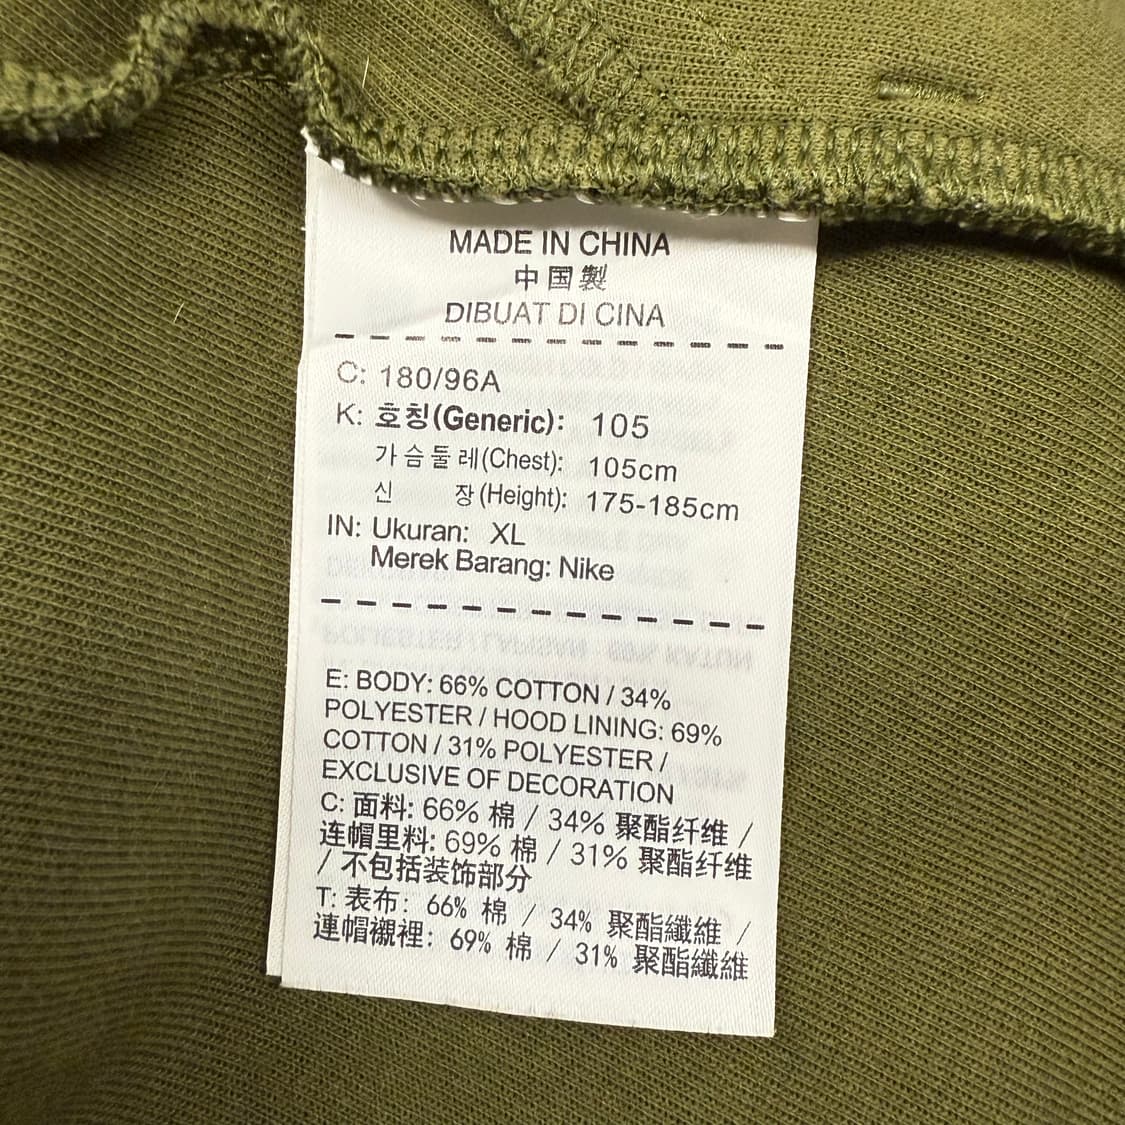 MADE IN CHINA
中国製
DIBUAT DI CINA
C: 180/96A
K: 호칭(Generic): 105
가슴둘레(Chest): 105cm
신 장(Height): 175-185cm
IN: Ukuran: XL
Merek Barang: Nike
E: BODY: 66% COTTON / 34%
POLYESTER / HOOD LINING: 69%
COTTON / 31% POLYESTER /
EXCLUSIVE OF DECORATION
C: 面料: 66% 棉 / 34% 聚酯纤维 /
连帽里料: 69% 棉 / 31% 聚酯纤维
/ 不包括装饰部分
T: 表布: 66% 棉 / 34% 聚酯纖維 /
連帽襯裡: 69% 棉 / 31% 聚酯纖維